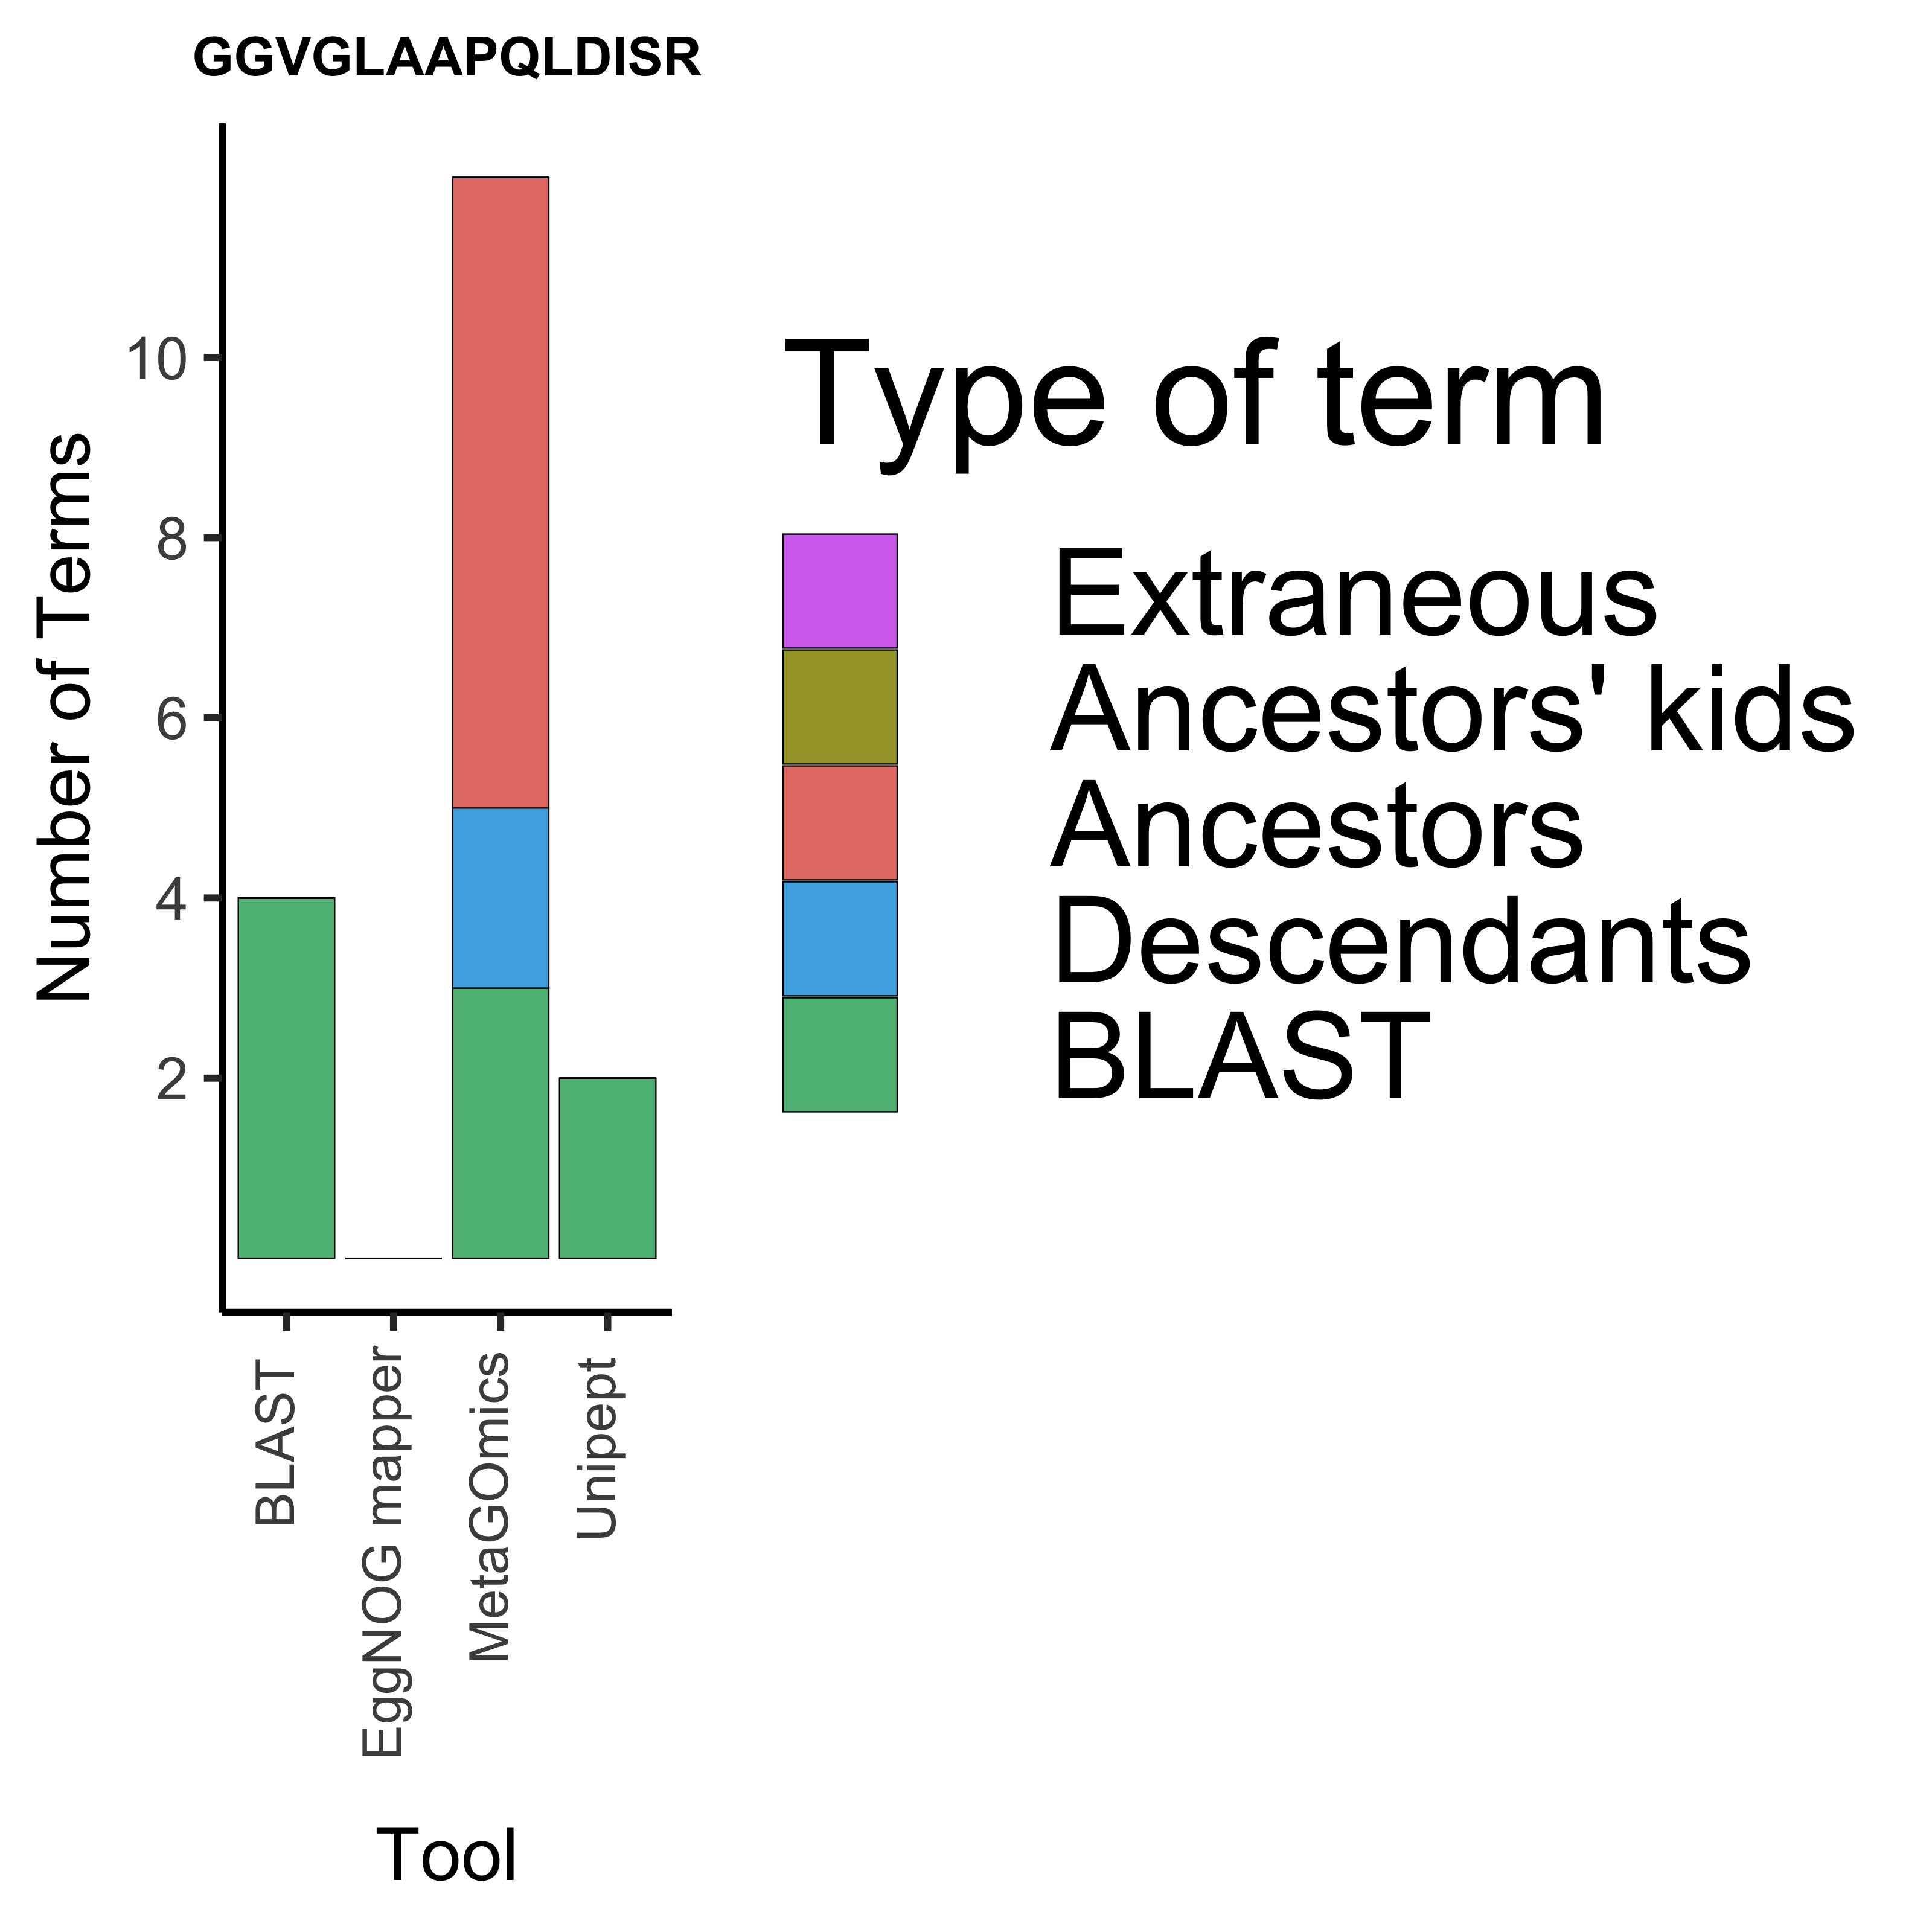 GGVGLAAPQLDISR
Number of Terms
10
8
6
4
2
BLAST
EggNOG mapper
MetaGOmics
Unipept
Tool
Type of term
Extraneous
Ancestors' kids
Ancestors
Descendants
BLAST